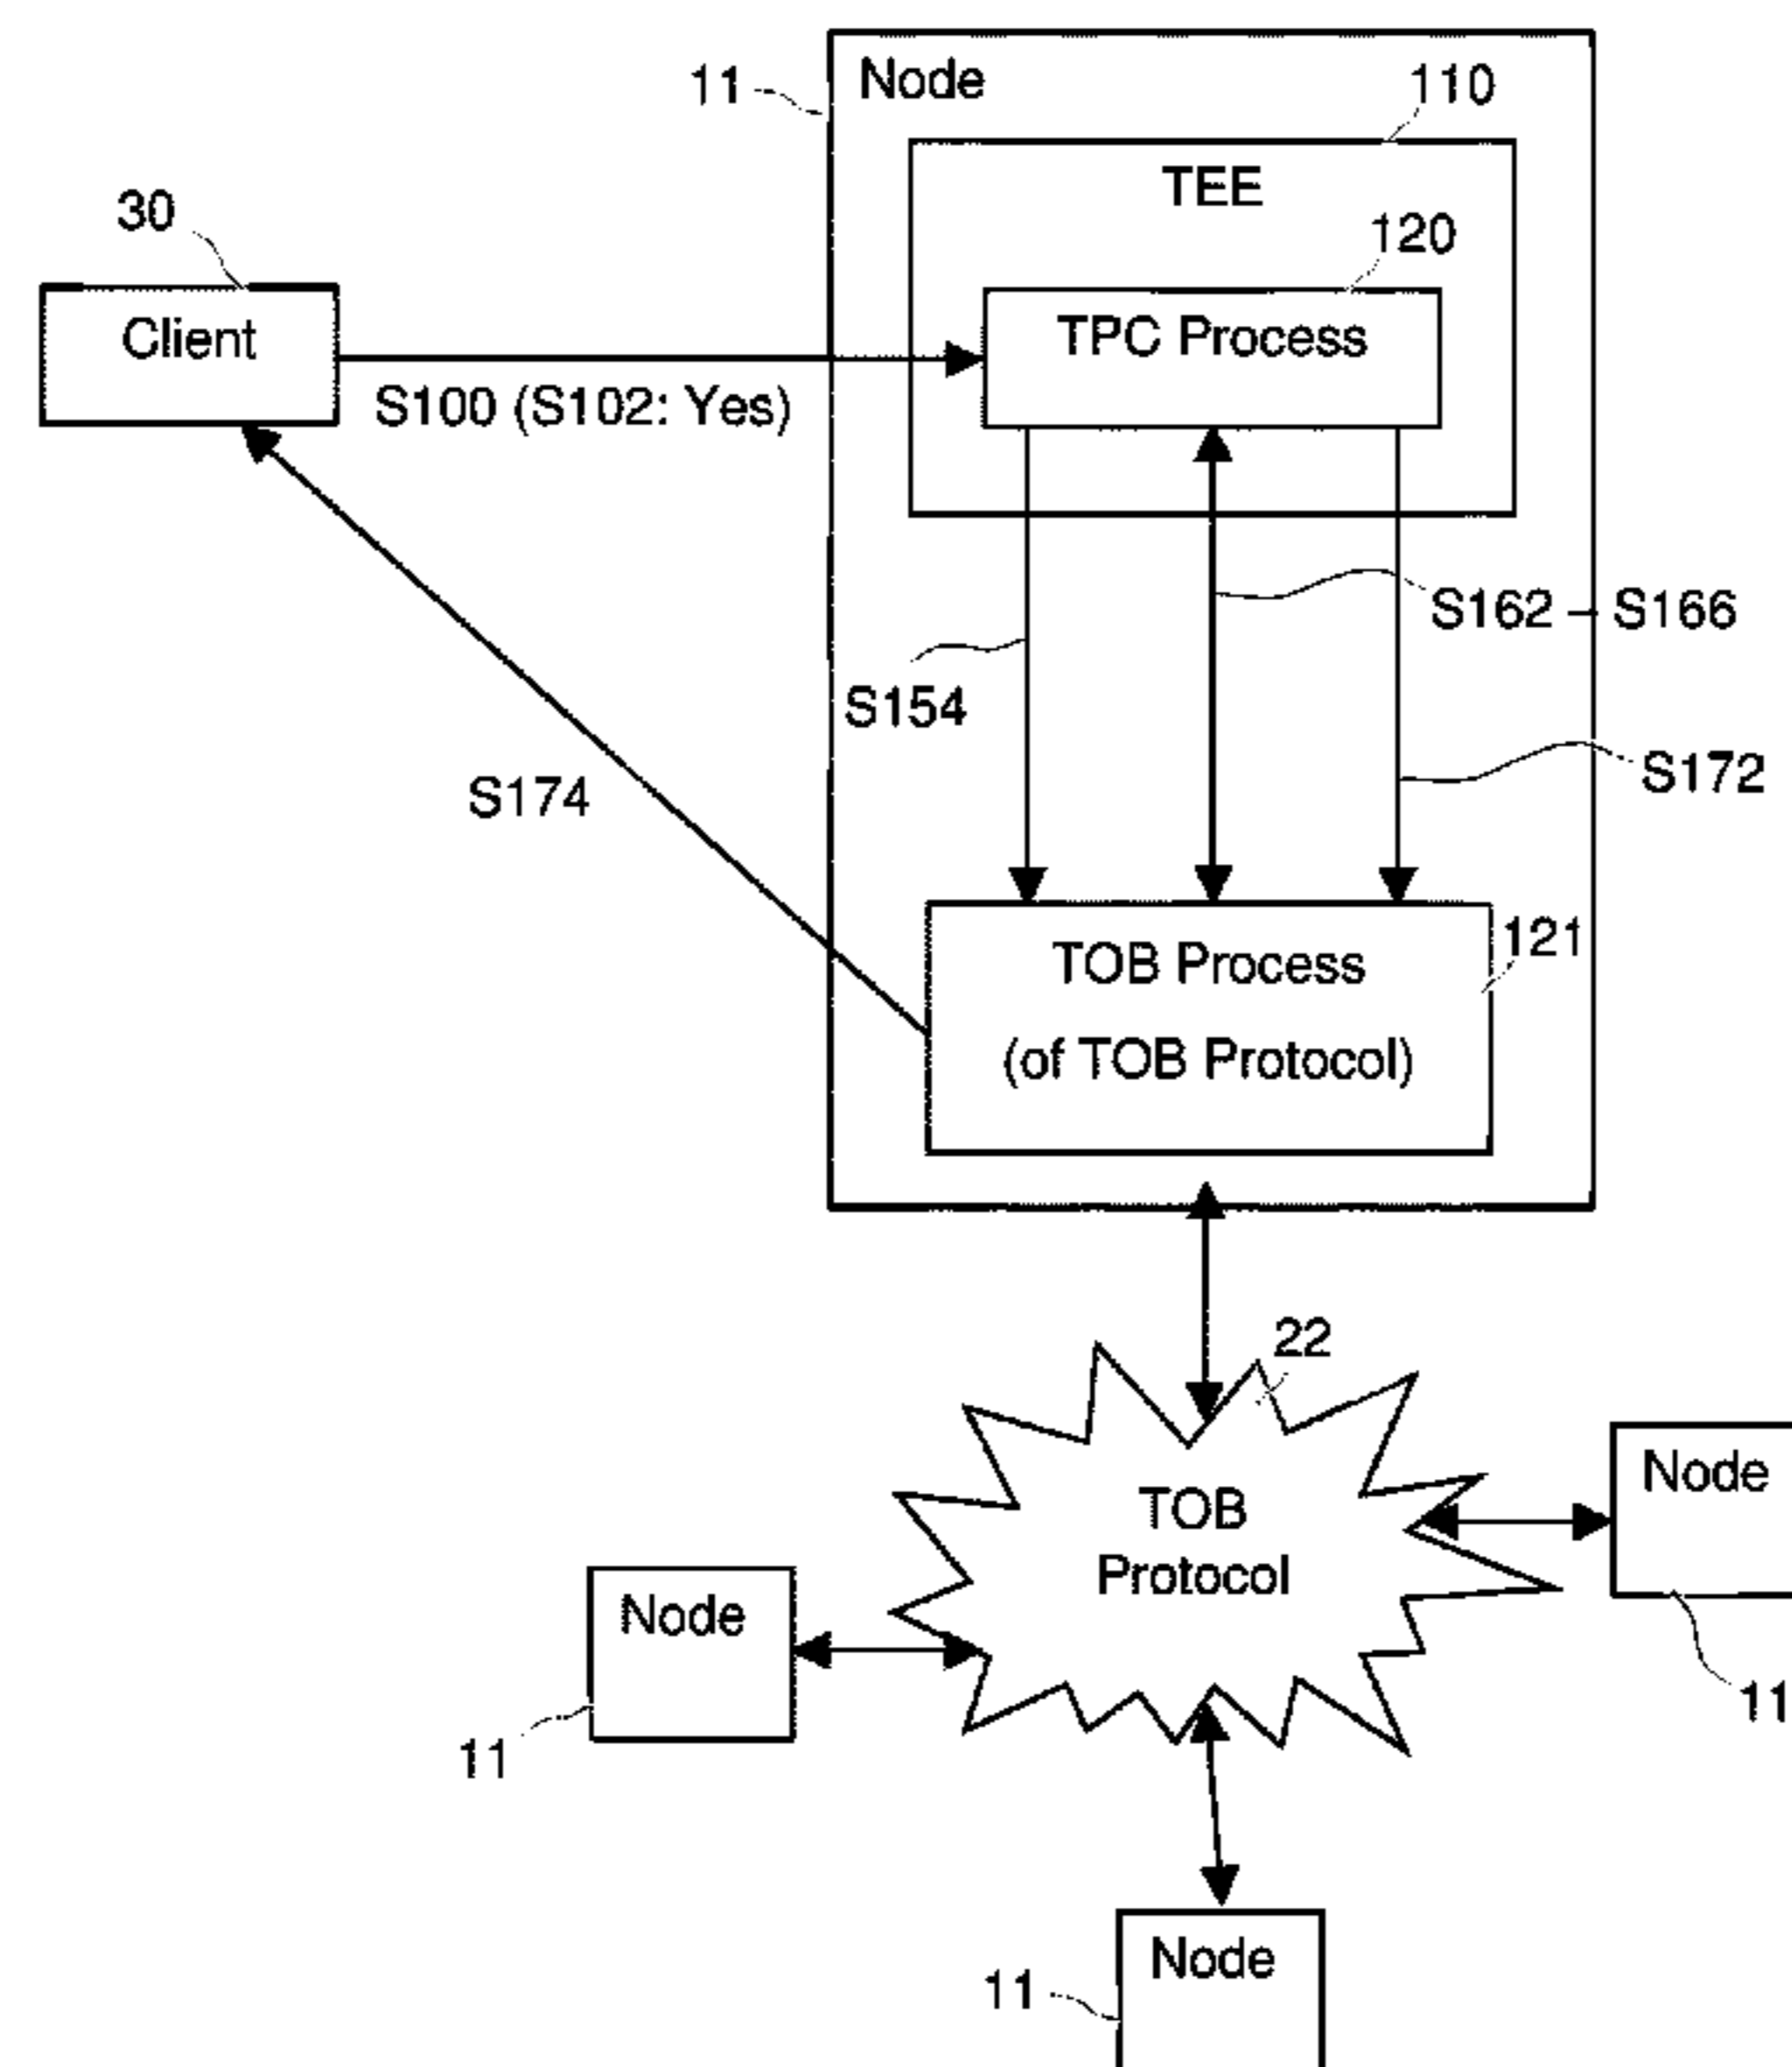 11
Node
110
TEE
30
120
Client
TPC Process
S100 (S102: Yes)
S162 – S166
S154
S172
S174
121
TOB Process
(of TOB Protocol)
22
Node
TOB
Protocol
Node
11
11
Node
11